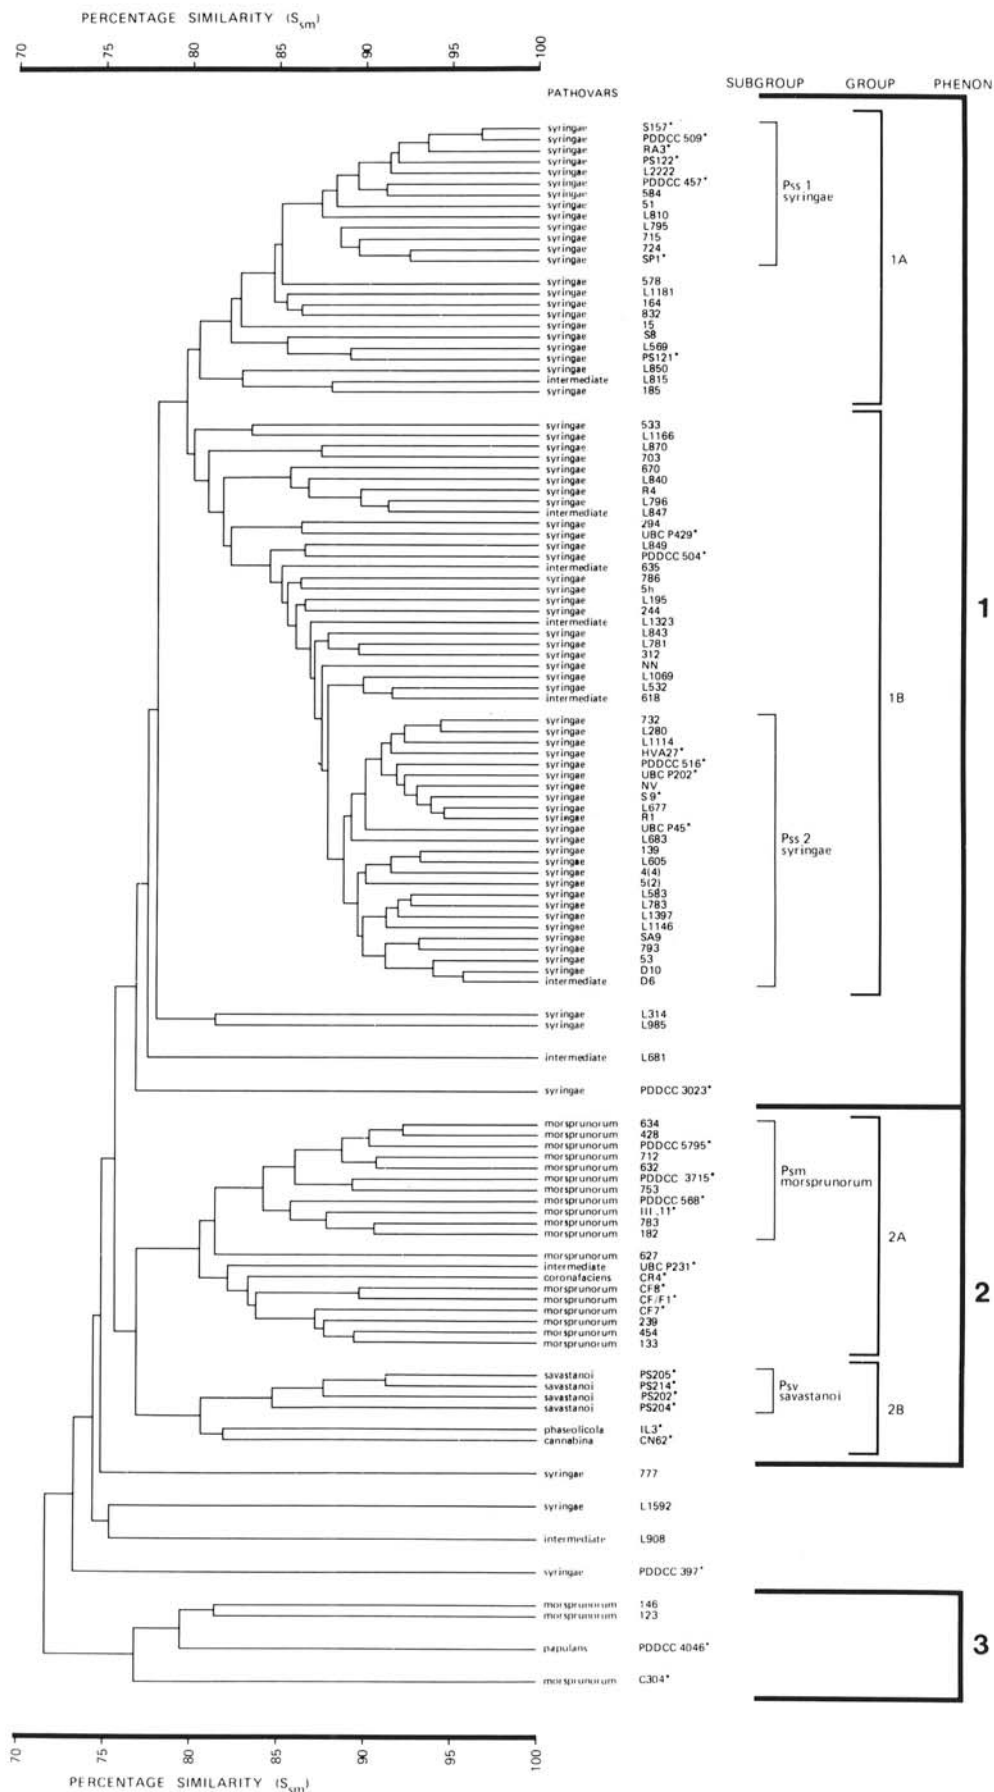 PERCENTAGE SIMILARITY (Ssm)
70 75 80 85 90 95 100
PATHOVARS SUBGROUP GROUP PHENON
syringae S157*
syringae PDDCC 509*
syringae RA3*
syringae PS122*
syringae L2222
syringae PDDCC 457*
syringae 584
syringae 51
syringae L810
syringae L795
syringae 715
syringae 724
syringae SP1*
Pss 1
syringae
1A
syringae 578
syringae L1181
syringae 164
syringae 832
syringae 15
syringae S8
syringae L569
syringae PS121*
syringae L850
intermediate L815
syringae 185
syringae 533
syringae L1166
syringae L870
syringae 703
syringae 670
syringae L840
syringae R4
syringae L796
intermediate L847
syringae 294
syringae UBC P429*
syringae L849
syringae PDDCC 504*
intermediate 635
syringae 786
syringae 5h
syringae L195
syringae 244
intermediate L1323
syringae L843
syringae L781
syringae 312
syringae NN
syringae L1069
syringae L532
intermediate 618
1
1B
syringae 732
syringae L280
syringae L1114
syringae HVA27*
syringae PDDCC 516*
syringae UBC P202*
syringae NV
syringae S9*
syringae L677
syringae R1
syringae UBC P45*
syringae L683
syringae 139
syringae L605
syringae 4(4)
syringae 5(2)
syringae L583
syringae L783
syringae L1397
syringae L1146
syringae SA9
syringae 793
syringae 53
syringae D10
intermediate D6
Pss 2
syringae
syringae L314
syringae L985
intermediate L681
syringae PDDCC 3023*
morsprunorum 634
morsprunorum 428
morsprunorum PDDCC 5795*
morsprunorum 712
morsprunorum 632
morsprunorum PDDCC 3715*
morsprunorum 753
morsprunorum PDDCC 568*
morsprunorum III.11*
morsprunorum 783
morsprunorum 182
Psm
morsprunorum
2A
morsprunorum 627
intermediate UBC P231*
coronafaciens CR4*
morsprunorum CF8*
morsprunorum CF/F1*
morsprunorum CF7*
morsprunorum 239
morsprunorum 454
morsprunorum 133
2
savastanoi PS205*
savastanoi PS214*
savastanoi PS202*
savastanoi PS204*
Psv
savastanoi
2B
phaseolicola IL3*
cannabina CN62*
syringae 777
syringae L1592
intermediate L908
syringae PDDCC 397*
morsprunorum 146
morsprunorum 123
papulans PDDCC 4046*
morsprunorum C304*
3
70 75 80 85 90 95 100
PERCENTAGE SIMILARITY (Ssm)